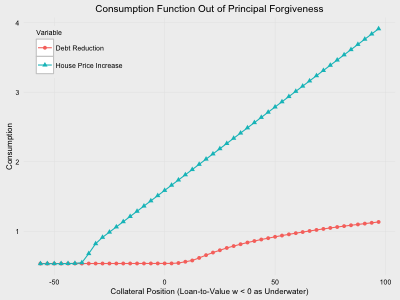 Consumption Function Out of Principal Forgiveness
Variable
Debt Reduction
House Price Increase
Consumption
4
3
2
1
-50
0
50
100
Collateral Position (Loan-to-Value w < 0 as Underwater)